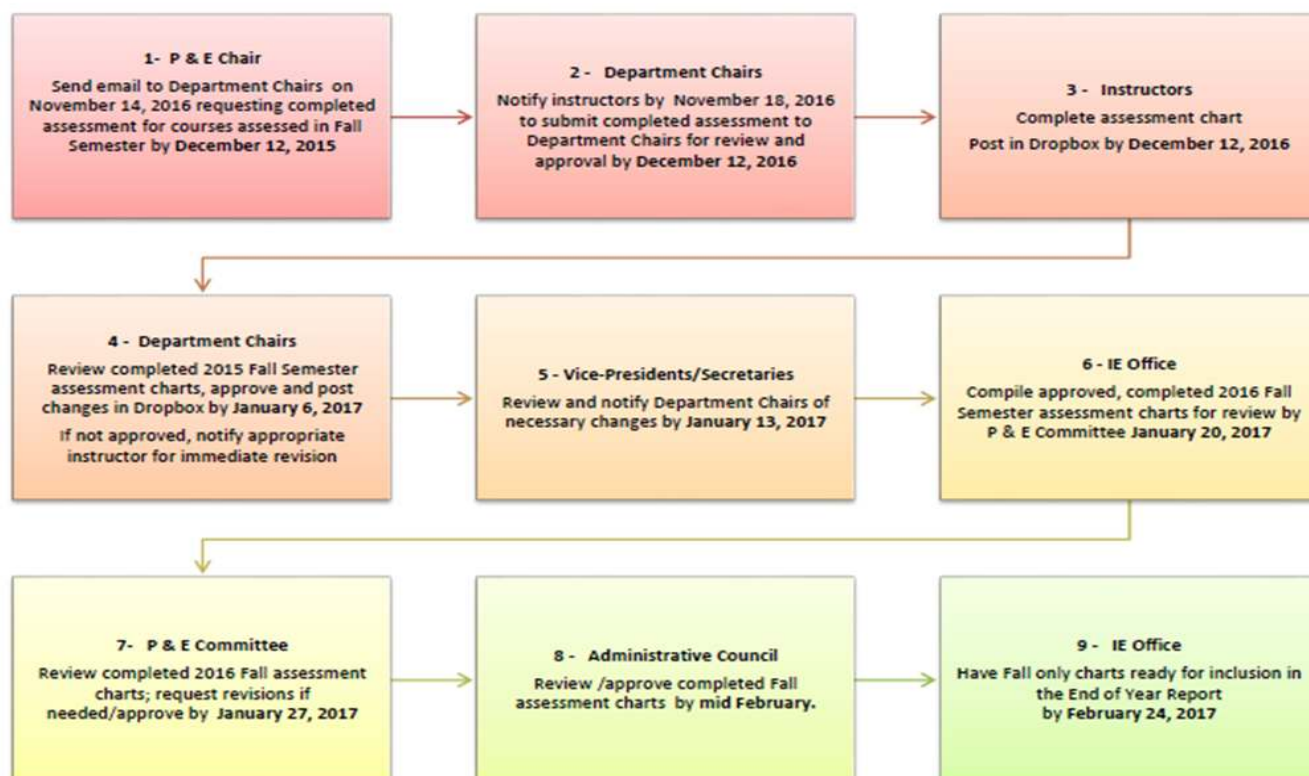 1- P & E Chair
Send email to Department Chairs on
November 14, 2016 requesting completed
assessment for courses assessed in Fall
Semester by December 12, 2015
2 - Department Chairs
Notify instructors by November 18, 2016
to submit completed assessment to
Department Chairs for review and
approval by December 12, 2016
3 - Instructors
Complete assessment chart
Post in Dropbox by December 12, 2016
4 - Department Chairs
Review completed 2015 Fall Semester
assessment charts, approve and post
changes in Dropbox by January 6, 2017
If not approved, notify appropriate
instructor for immediate revision
5 - Vice-Presidents/Secretaries
Review and notify Department Chairs of
necessary changes by January 13, 2017
6 - IE Office
Compile approved, completed 2016 Fall
Semester assessment charts for review by
P & E Committee January 20, 2017
7- P & E Committee
Review completed 2016 Fall assessment
charts; request revisions if
needed/approve by January 27, 2017
8 - Administrative Council
Review /approve completed Fall
assessment charts by mid February.
9 - IE Office
Have Fall only charts ready for inclusion in
the End of Year Report
by February 24, 2017